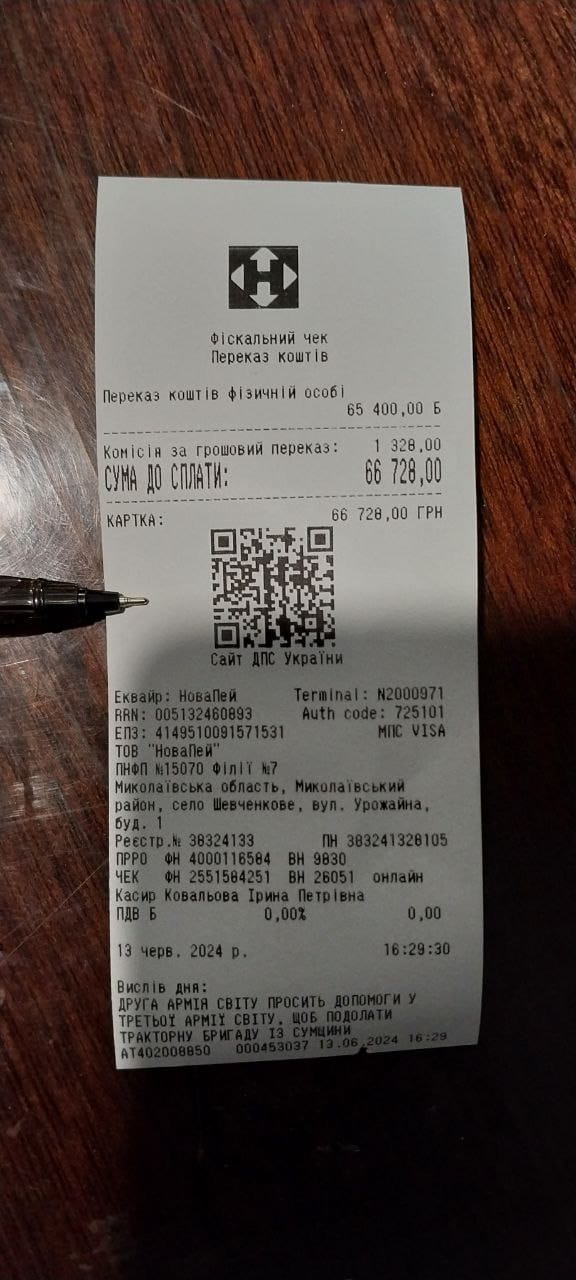 Фіскальний чек
Переказ коштів
Переказ коштів фізичній особі
65 400,00 Б
Комісія за грошовий переказ: 1 328,00
СУМА ДО СПЛАТИ: 66 728,00
КАРТКА: 66 728,00 ГРН
Сайт ДПС України
Еквайр: НоваПей Terminal: N2000971
RRN: 005132460893 Auth code: 725101
ЕПЗ: 4149510091571531 МПС VISA
ТОВ "НоваПей"
ПНФП №15070 Філії №7
Миколаївська область, Миколаївський
район, село Шевченкове, вул. Урожайна,
буд. 1
Реєстр.№ 38324133 ПН 383241328105
ПРРО ФН 4000116584 ВН 9830
ЧЕК ФН 2551584251 ВН 26051 онлайн
Касир Ковальова Ірина Петрівна
ПДВ Б 0,00% 0,00
13 черв. 2024 р. 16:29:30
Вислів дня:
ДРУГА АРМІЯ СВІТУ ПРОСИТЬ ДОПОМОГИ У
ТРЕТЬОЇ АРМІЇ СВІТУ, ЩОБ ПОДОЛАТИ
ТРАКТОРНУ БРИГАДУ ІЗ СУМЩИНИ
АТ402008850 000453037 13.06.2024 16:29